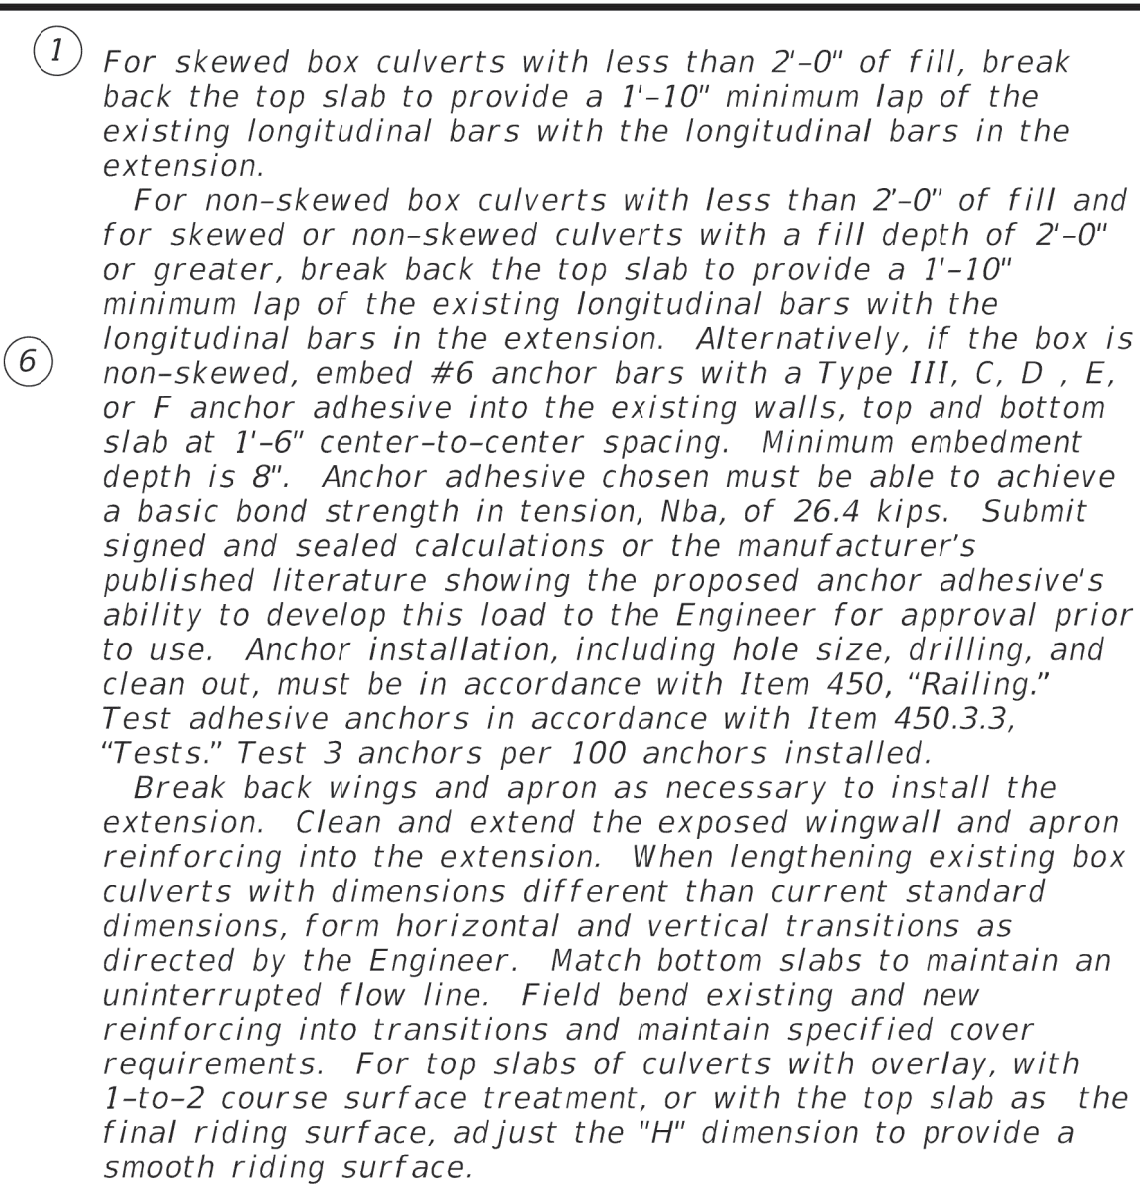 1 For skewed box culverts with less than 2'-0" of fill, break
back the top slab to provide a 1'-10" minimum lap of the
existing longitudinal bars with the longitudinal bars in the
extension.
For non-skewed box culverts with less than 2'-0" of fill and
for skewed or non-skewed culverts with a fill depth of 2'-0"
or greater, break back the top slab to provide a 1'-10"
minimum lap of the existing longitudinal bars with the
longitudinal bars in the extension. Alternatively, if the box is
6 non-skewed, embed #6 anchor bars with a Type III, C, D , E,
or F anchor adhesive into the existing walls, top and bottom
slab at 1'-6" center-to-center spacing. Minimum embedment
depth is 8". Anchor adhesive chosen must be able to achieve
a basic bond strength in tension, Nba, of 26.4 kips. Submit
signed and sealed calculations or the manufacturer's
published literature showing the proposed anchor adhesive's
ability to develop this load to the Engineer for approval prior
to use. Anchor installation, including hole size, drilling, and
clean out, must be in accordance with Item 450, “Railing.”
Test adhesive anchors in accordance with Item 450.3.3,
“Tests.” Test 3 anchors per 100 anchors installed.
Break back wings and apron as necessary to install the
extension. Clean and extend the exposed wingwall and apron
reinforcing into the extension. When lengthening existing box
culverts with dimensions different than current standard
dimensions, form horizontal and vertical transitions as
directed by the Engineer. Match bottom slabs to maintain an
uninterrupted flow line. Field bend existing and new
reinforcing into transitions and maintain specified cover
requirements. For top slabs of culverts with overlay, with
1-to-2 course surface treatment, or with the top slab as the
final riding surface, adjust the "H" dimension to provide a
smooth riding surface.